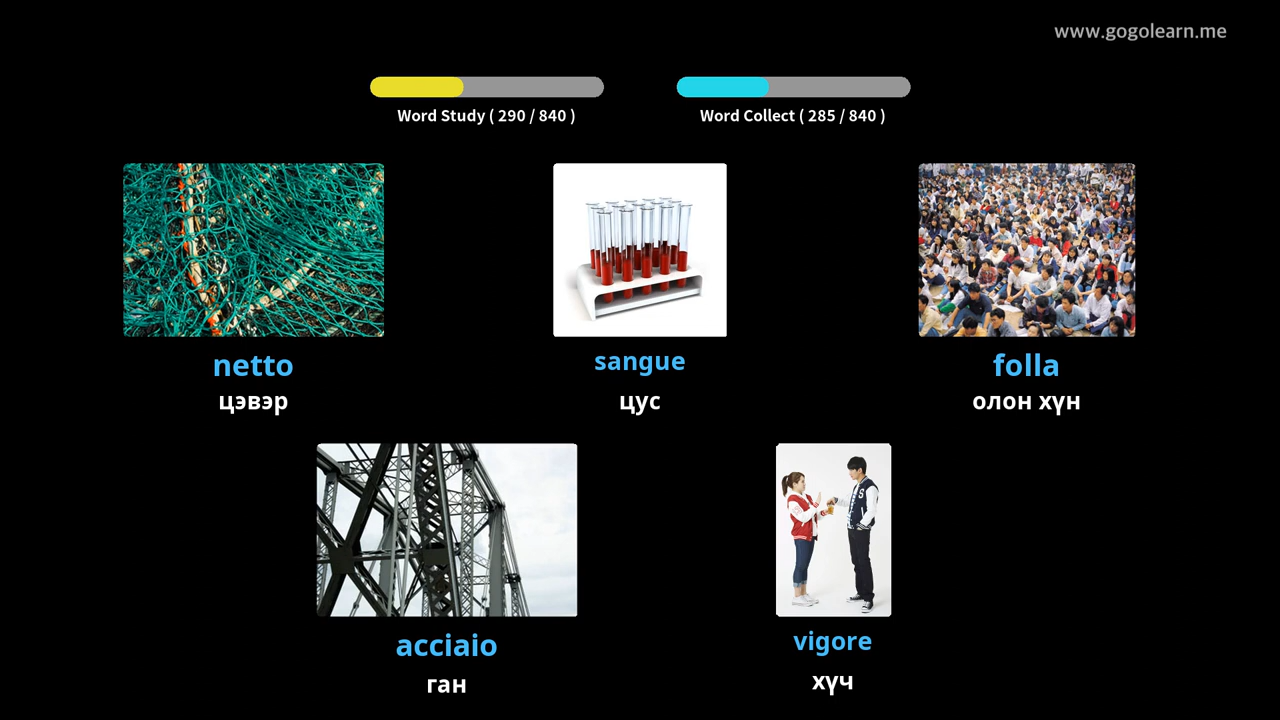 www.gogolearn.me
Word Study ( 290 / 840 )
Word Collect ( 285 / 840 )
netto
цэвэр
sangue
цус
folla
олон хүн
acciaio
ган
vigore
хүч